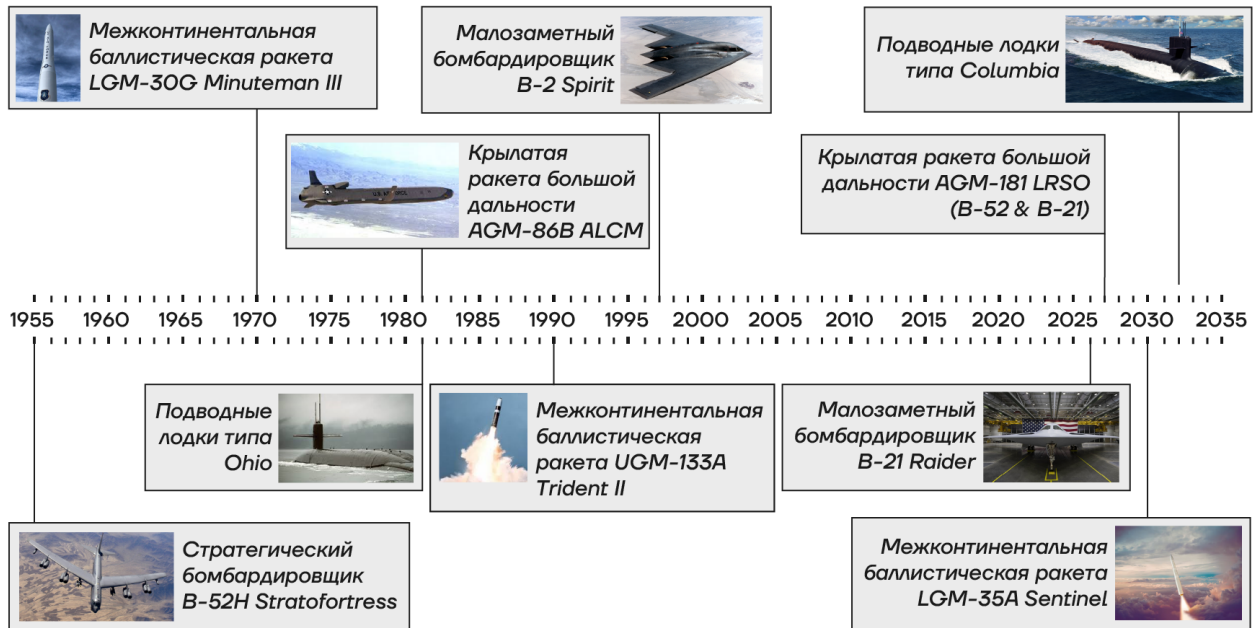 Межконтинентальная
баллистическая ракета
LGM-30G Minuteman III
Малозаметный
бомбардировщик
B-2 Spirit
Подводные лодки
типа Columbia
Крылатая
ракета большой
дальности
AGM-86B ALCM
Крылатая ракета большой
дальности AGM-181 LRSO
(B-52 & B-21)
1955 1960 1965 1970 1975 1980 1985 1990 1995 2000 2005 2010 2015 2020 2025 2030 2035
Подводные
лодки типа
Ohio
Межконтинентальная
баллистическая
ракета UGM-133A
Trident II
Малозаметный
бомбардировщик
B-21 Raider
Стратегический
бомбардировщик
B-52H Stratofortress
Межконтинентальная
баллистическая ракета
LGM-35A Sentinel